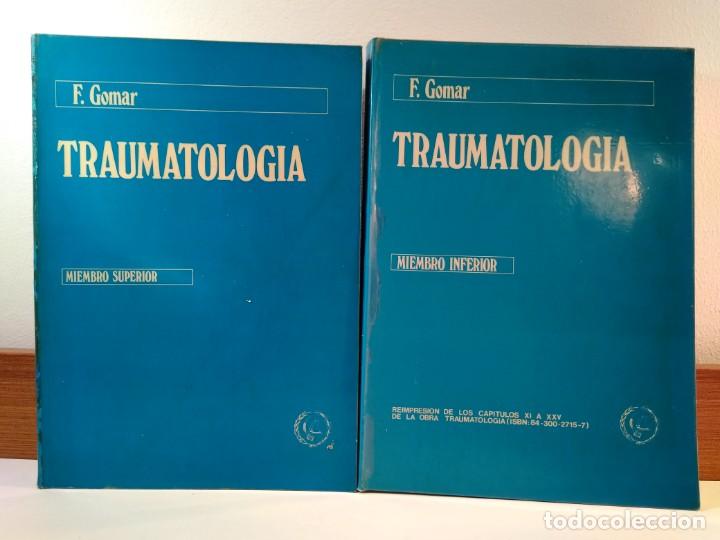 F. Gomar
TRAUMATOLOGIA
MIEMBRO SUPERIOR
F. Gomar
TRAUMATOLOGIA
MIEMBRO INFERIOR
REIMPRESION DE LOS CAPITULOS XI A XXV
DE LA OBRA TRAUMATOLOGIA (ISBN: 84-300-2715-7)
todocoleccion